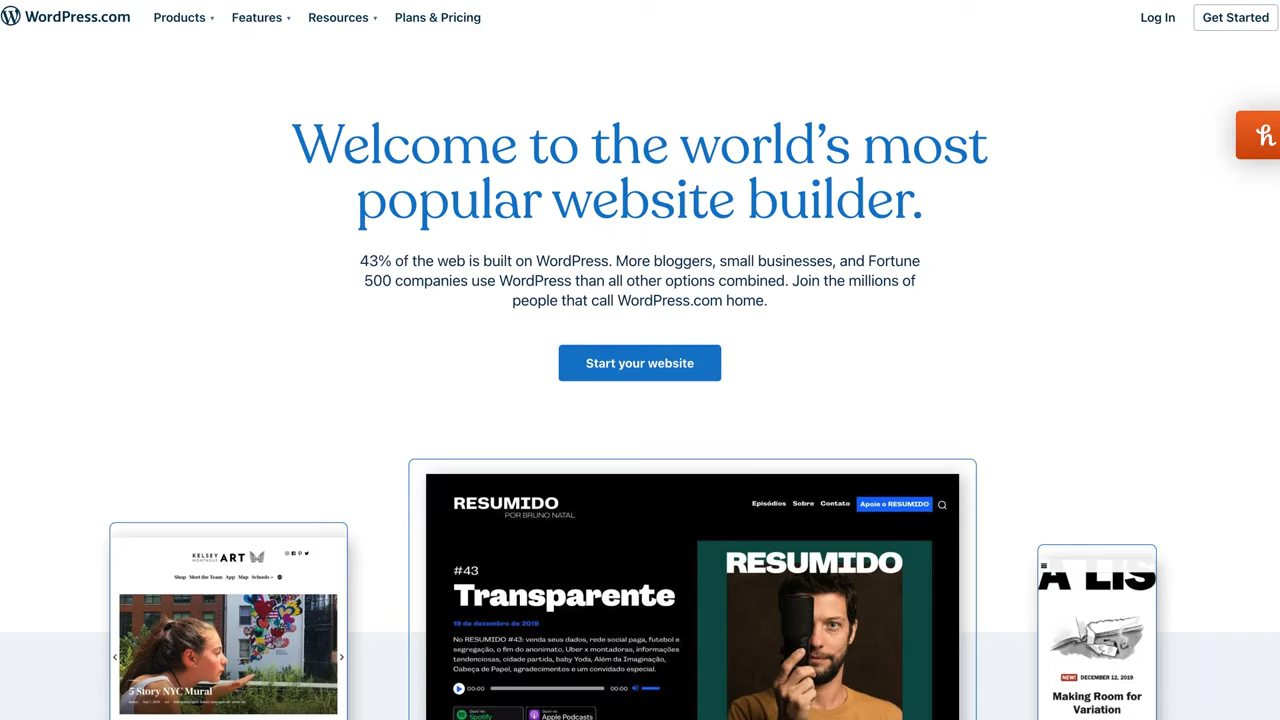 WordPress.com
Products
Features
Resources
Plans & Pricing
Log In
Get Started
Welcome to the world's most
popular website builder.
43% of the web is built on WordPress. More bloggers, small businesses, and Fortune
500 companies use WordPress than all other options combined. Join the millions of
people that call WordPress.com home.
Start your website
KELSEY
MONTAGUE
ART
Shop Meet the Team App Map Schools
5 Story NYC Mural
RESUMIDO
POR BRUNO NATAL
Episódios Sobre Contato Apoie o RESUMIDO
#43
Transparente
19 de dezembro de 2019
No RESUMIDO #43: venda seus dados, rede social paga, futebol e
segregação, o fim do anonimato, Uber x montadoras, informações
tendenciosas, cidade partida, baby Yoda, Além da Imaginação,
Cabeça de Papel, agradecimentos e um convidado especial.
00:00
00:00
Spotify
Apple Podcasts
RESUMIDO
A LIS
NEW! DECEMBER 12, 2019
Making Room for
Variation